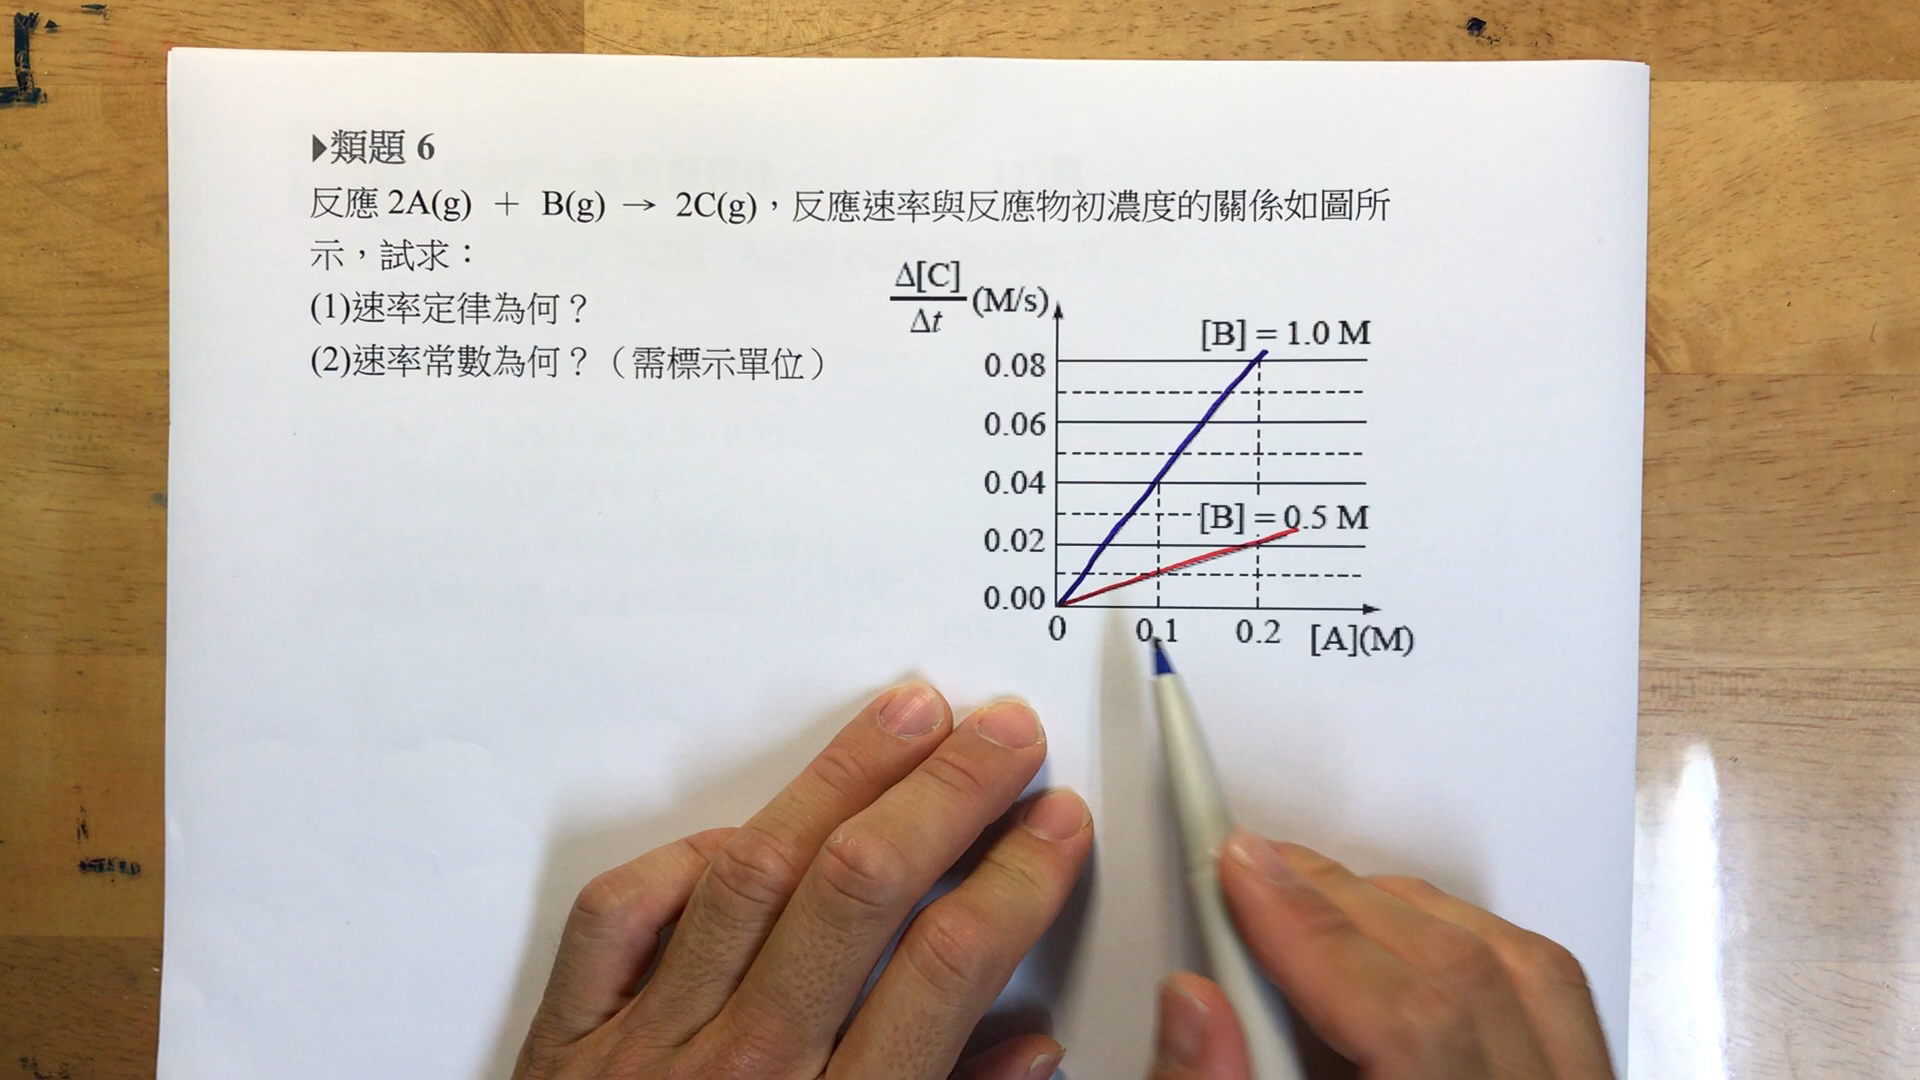 類題 6
反應 2A(g) + B(g) → 2C(g),反應速率與反應物初濃度的關係如圖所
示,試求:
(1)速率定律為何?
(2)速率常數為何?(需標示單位)
Δ[C]
Δt
(M/s)
[B] = 1.0 M
0.08
0.06
0.04
[B] = 0.5 M
0.02
0.00
0 0.1 0.2 [A](M)